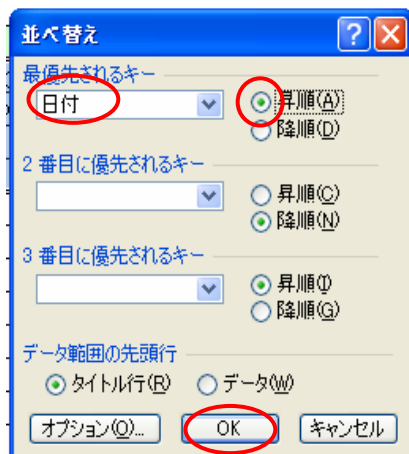 並べ替え
最優先されるキー
日付
昇順(A)
降順(D)
2 番目に優先されるキー
昇順(C)
降順(N)
3 番目に優先されるキー
昇順(I)
降順(G)
データ範囲の先頭行
タイトル行(R) データ(W)
オプション(O)... OK キャンセル